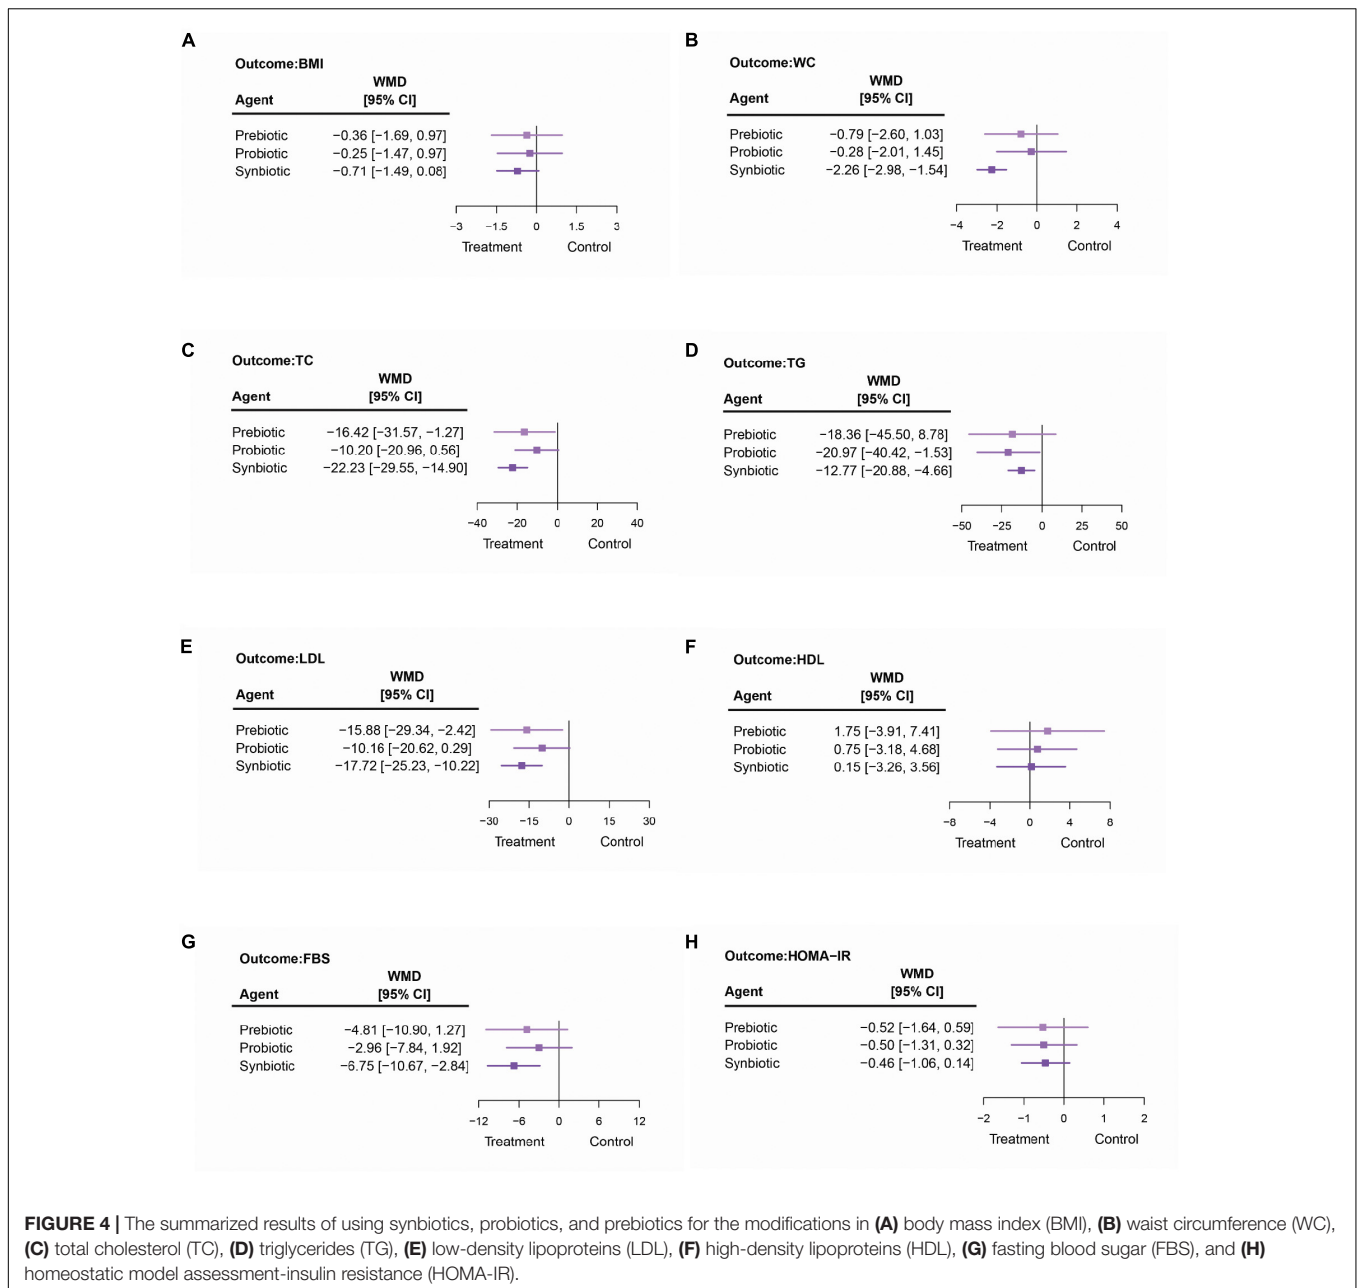 A
Outcome:BMI
WMD
Agent [95% CI]
Prebiotic −0.36 [−1.69, 0.97]
Probiotic −0.25 [−1.47, 0.97]
Synbiotic −0.71 [−1.49, 0.08]
−3 −1.5 0 1.5 3
Treatment Control
B
Outcome:WC
WMD
Agent [95% CI]
Prebiotic −0.79 [−2.60, 1.03]
Probiotic −0.28 [−2.01, 1.45]
Synbiotic −2.26 [−2.98, −1.54]
−4 −2 0 2 4
Treatment Control
C
Outcome:TC
WMD
Agent [95% CI]
Prebiotic −16.42 [−31.57, −1.27]
Probiotic −10.20 [−20.96, 0.56]
Synbiotic −22.23 [−29.55, −14.90]
−40 −20 0 20 40
Treatment Control
D
Outcome:TG
WMD
Agent [95% CI]
Prebiotic −18.36 [−45.50, 8.78]
Probiotic −20.97 [−40.42, −1.53]
Synbiotic −12.77 [−20.88, −4.66]
−50 −25 0 25 50
Treatment Control
E
Outcome:LDL
WMD
Agent [95% CI]
Prebiotic −15.88 [−29.34, −2.42]
Probiotic −10.16 [−20.62, 0.29]
Synbiotic −17.72 [−25.23, −10.22]
−30 −15 0 15 30
Treatment Control
F
Outcome:HDL
WMD
Agent [95% CI]
Prebiotic 1.75 [−3.91, 7.41]
Probiotic 0.75 [−3.18, 4.68]
Synbiotic 0.15 [−3.26, 3.56]
−8 −4 0 4 8
Treatment Control
G
Outcome:FBS
WMD
Agent [95% CI]
Prebiotic −4.81 [−10.90, 1.27]
Probiotic −2.96 [−7.84, 1.92]
Synbiotic −6.75 [−10.67, −2.84]
−12 −6 0 6 12
Treatment Control
H
Outcome:HOMA−IR
WMD
Agent [95% CI]
Prebiotic −0.52 [−1.64, 0.59]
Probiotic −0.50 [−1.31, 0.32]
Synbiotic −0.46 [−1.06, 0.14]
−2 −1 0 1 2
Treatment Control
FIGURE 4 | The summarized results of using synbiotics, probiotics, and prebiotics for the modifications in (A) body mass index (BMI), (B) waist circumference (WC),
(C) total cholesterol (TC), (D) triglycerides (TG), (E) low-density lipoproteins (LDL), (F) high-density lipoproteins (HDL), (G) fasting blood sugar (FBS), and (H)
homeostatic model assessment-insulin resistance (HOMA-IR).